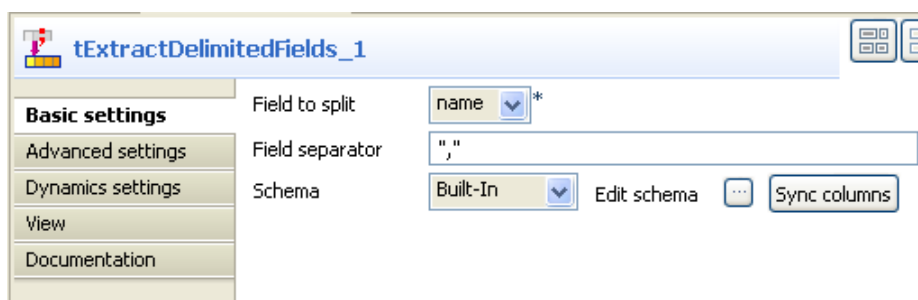 tExtractDelimitedFields_1
Basic settings
Advanced settings
Dynamics settings
View
Documentation
Field to split name *
Field separator ","
Schema Built-In Edit schema ... Sync columns